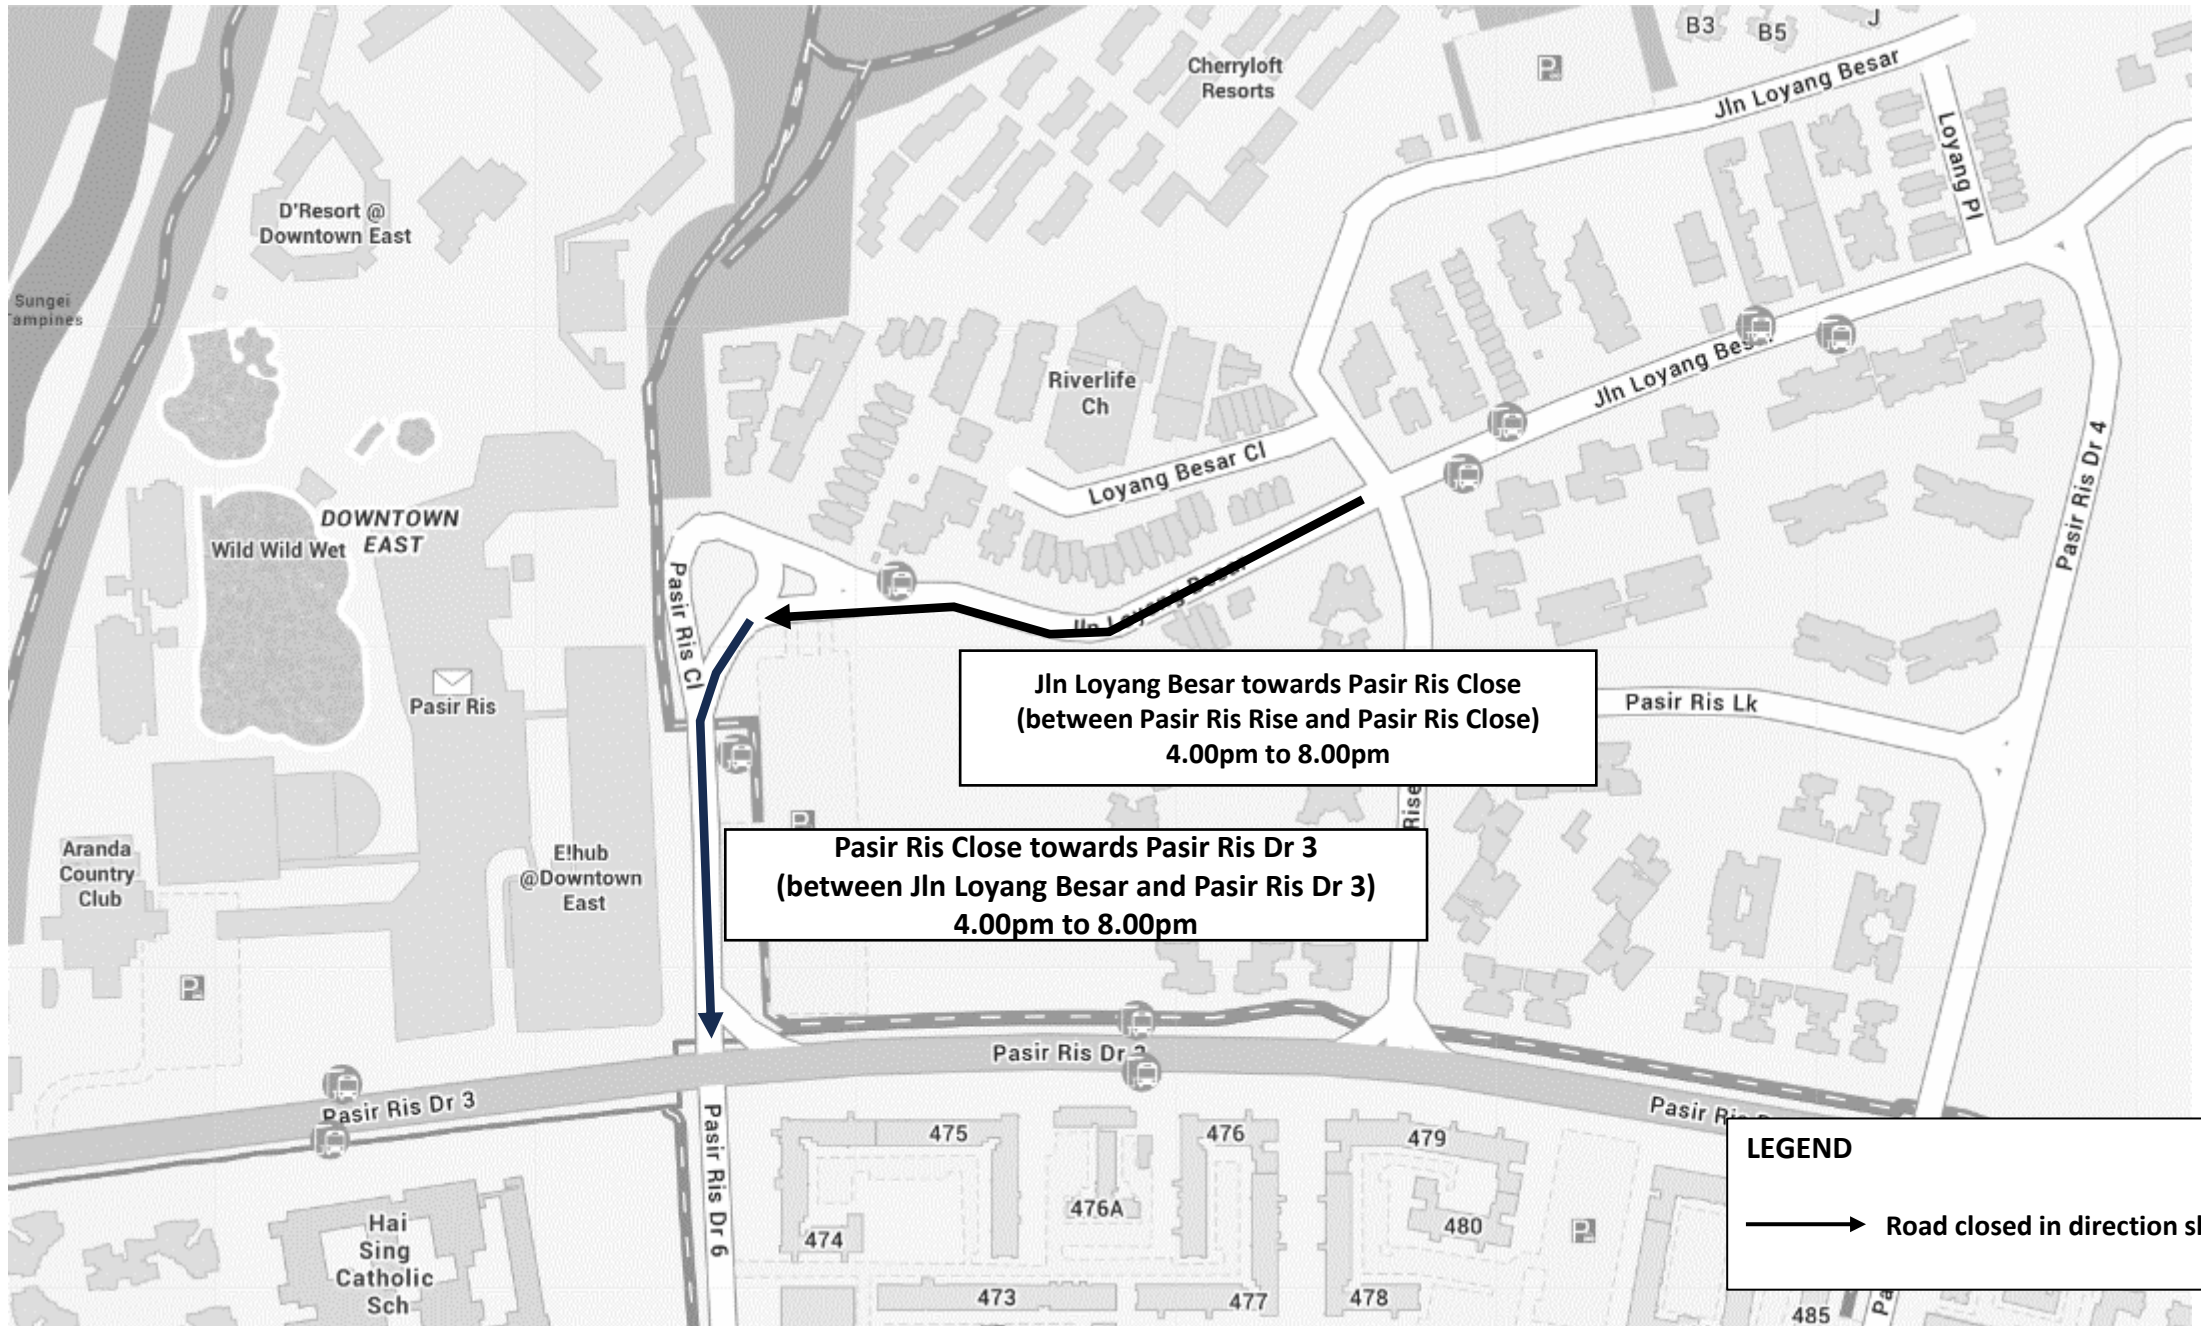 B3
B5
J
Cherryloft
Resorts
Jln Loyang Besar
Loyang Pl
D'Resort @
Downtown East
Sungei
Riverlife
Ch
Jln Loyang
Loyang Besar Cl
Pasir Ris Dr 4
DOWNTOWN
EAST
Wild Wild Wet
Pasir Ris Cl
Pasir Ris
Jln Loyang Besar towards Pasir Ris Close
(between Pasir Ris Rise and Pasir Ris Close)
4.00pm to 8.00pm
Pasir Ris Lk
Rise
Pasir Ris Close towards Pasir Ris Dr 3
(between Jln Loyang Besar and Pasir Ris Dr 3)
4.00pm to 8.00pm
Aranda
Country
Club
E!hub
@Downtown
East
Pasir Ris Dr 3
Pasir Ris Dr
Pasir
Pasir Ris Dr 6
475
476
479
476A
480
474
473
477
478
485
Hai
Sing
Catholic
Sch
LEGEND
Road closed in direction